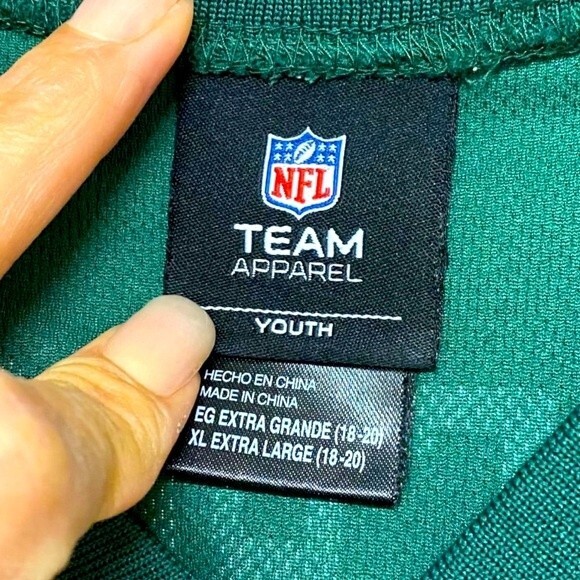 NFL
TEAM
APPAREL
YOUTH
HECHO EN CHINA
MADE IN CHINA
EG EXTRA GRANDE (18-20)
XL EXTRA LARGE (18-20)